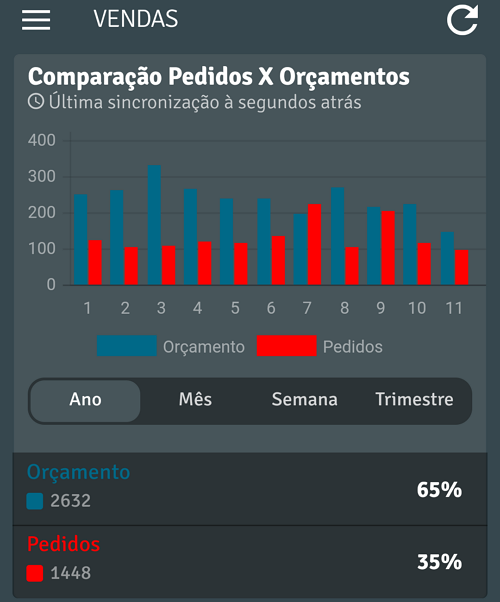 VENDAS
Comparação Pedidos X Orçamentos
Última sincronização à segundos atrás
400
300
200
100
0
1 2 3 4 5 6 7 8 9 10 11
Orçamento Pedidos
Ano Mês Semana Trimestre
Orçamento
2632 65%
Pedidos
1448 35%